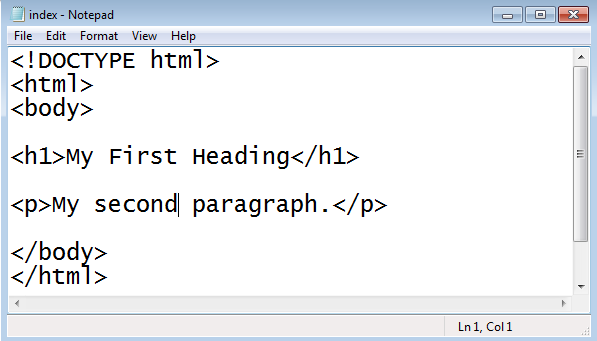 index - Notepad
File Edit Format View Help
<!DOCTYPE html>
<html>
<body>
<h1>My First Heading</h1>
<p>My second paragraph.</p>
</body>
</html>
Ln 1, Col 1